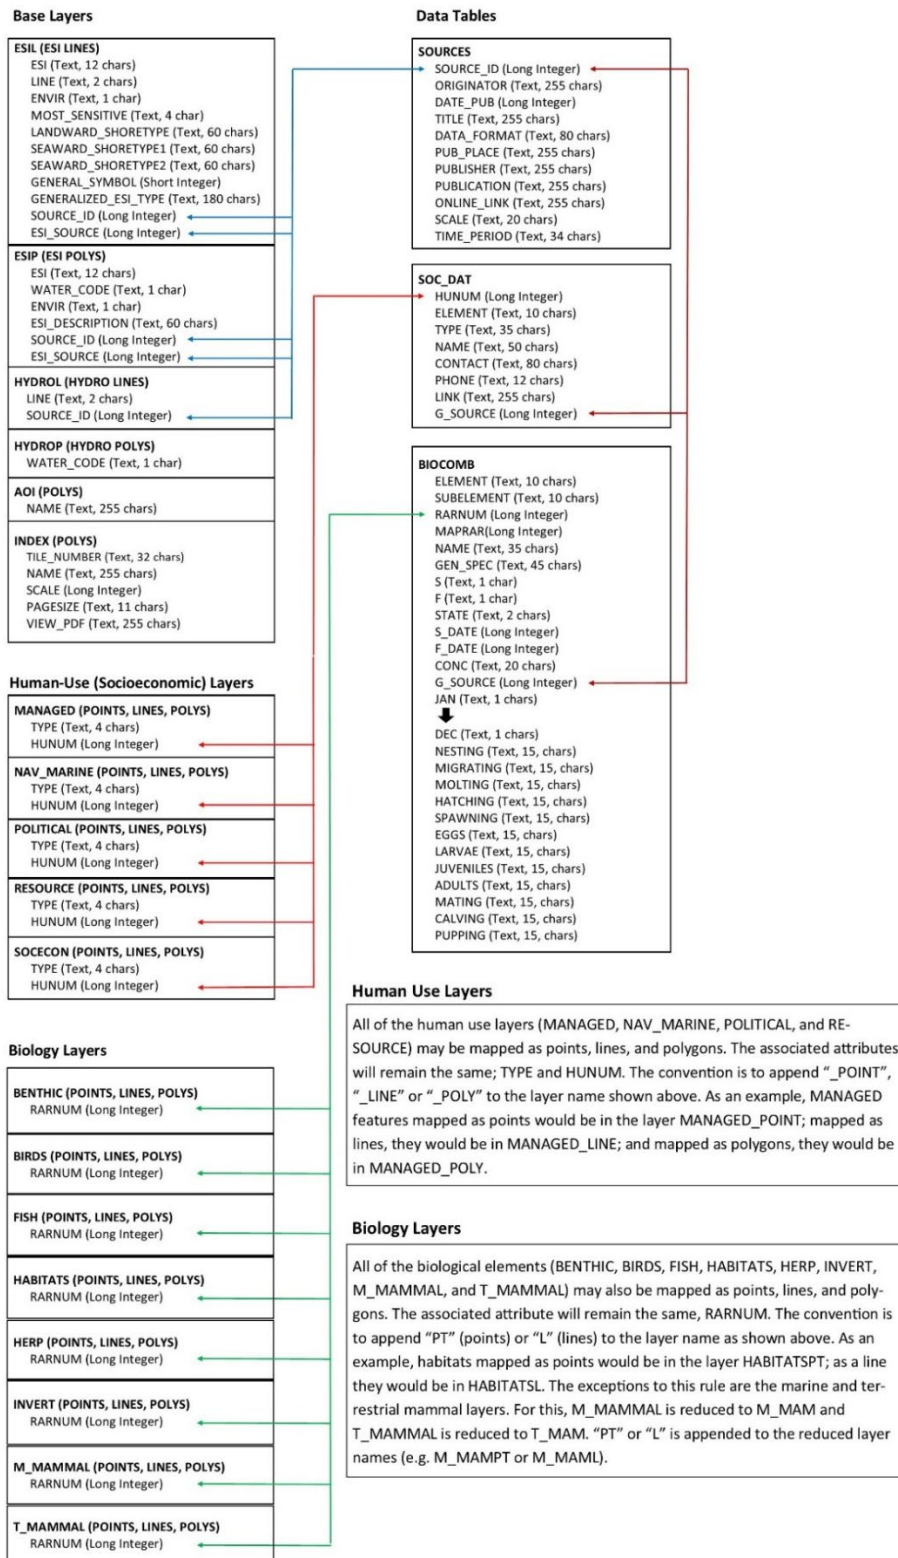 Base Layers
ESIL (ESI LINES)
ESI (Text, 12 chars)
LINE (Text, 2 chars)
ENVIR (Text, 1 char)
MOST_SENSITIVE (Text, 4 char)
LANDWARD_SHORETYPE (Text, 60 chars)
SEAWARD_SHORETYPE1 (Text, 60 chars)
SEAWARD_SHORETYPE2 (Text, 60 chars)
GENERAL_SYMBOL (Short Integer)
GENERALIZED_ESI_TYPE (Text, 180 chars)
SOURCE_ID (Long Integer)
ESI_SOURCE (Long Integer)
ESIP (ESI POLYS)
ESI (Text, 12 chars)
WATER_CODE (Text, 1 char)
ENVIR (Text, 1 char)
ESI_DESCRIPTION (Text, 60 chars)
SOURCE_ID (Long Integer)
ESI_SOURCE (Long Integer)
HYDROL (HYDRO LINES)
LINE (Text, 2 chars)
SOURCE_ID (Long Integer)
HYDROP (HYDRO POLYS)
WATER_CODE (Text, 1 char)
AOI (POLYS)
NAME (Text, 255 chars)
INDEX (POLYS)
TILE_NUMBER (Text, 32 chars)
NAME (Text, 255 chars)
SCALE (Long Integer)
PAGESIZE (Text, 11 chars)
VIEW_PDF (Text, 255 chars)
Human-Use (Socioeconomic) Layers
MANAGED (POINTS, LINES, POLYS)
TYPE (Text, 4 chars)
HUNUM (Long Integer)
NAV_MARINE (POINTS, LINES, POLYS)
TYPE (Text, 4 chars)
HUNUM (Long Integer)
POLITICAL (POINTS, LINES, POLYS)
TYPE (Text, 4 chars)
HUNUM (Long Integer)
RESOURCE (POINTS, LINES, POLYS)
TYPE (Text, 4 chars)
HUNUM (Long Integer)
SOCECON (POINTS, LINES, POLYS)
TYPE (Text, 4 chars)
HUNUM (Long Integer)
Biology Layers
BENTHIC (POINTS, LINES, POLYS)
RARNUM (Long Integer)
BIRDS (POINTS, LINES, POLYS)
RARNUM (Long Integer)
FISH (POINTS, LINES, POLYS)
RARNUM (Long Integer)
HABITATS (POINTS, LINES, POLYS)
RARNUM (Long Integer)
HERP (POINTS, LINES, POLYS)
RARNUM (Long Integer)
INVERT (POINTS, LINES, POLYS)
RARNUM (Long Integer)
M_MAMMAL (POINTS, LINES, POLYS)
RARNUM (Long Integer)
T_MAMMAL (POINTS, LINES, POLYS)
RARNUM (Long Integer)
Data Tables
SOURCES
SOURCE_ID (Long Integer)
ORIGINATOR (Text, 255 chars)
DATE_PUB (Long Integer)
TITLE (Text, 255 chars)
DATA_FORMAT (Text, 80 chars)
PUB_PLACE (Text, 255 chars)
PUBLISHER (Text, 255 chars)
PUBLICATION (Text, 255 chars)
ONLINE_LINK (Text, 255 chars)
SCALE (Text, 20 chars)
TIME_PERIOD (Text, 34 chars)
SOC_DAT
HUNUM (Long Integer)
ELEMENT (Text, 10 chars)
TYPE (Text, 35 chars)
NAME (Text, 50 chars)
CONTACT (Text, 80 chars)
PHONE (Text, 12 chars)
LINK (Text, 255 chars)
G_SOURCE (Long Integer)
BIOCOMB
ELEMENT (Text, 10 chars)
SUBELEMENT (Text, 10 chars)
RARNUM (Long Integer)
MAPRAR(Long Integer)
NAME (Text, 35 chars)
GEN_SPEC (Text, 45 chars)
S (Text, 1 char)
F (Text, 1 char)
STATE (Text, 2 chars)
S_DATE (Long Integer)
F_DATE (Long Integer)
CONC (Text, 20 chars)
G_SOURCE (Long Integer)
JAN (Text, 1 chars)
DEC (Text, 1 chars)
NESTING (Text, 15, chars)
MIGRATING (Text, 15, chars)
MOLTING (Text, 15, chars)
HATCHING (Text, 15, chars)
SPAWNING (Text, 15, chars)
EGGS (Text, 15, chars)
LARVAE (Text, 15, chars)
JUVENILES (Text, 15, chars)
ADULTS (Text, 15, chars)
MATING (Text, 15, chars)
CALVING (Text, 15, chars)
PUPPING (Text, 15, chars)
Human Use Layers
All of the human use layers (MANAGED, NAV_MARINE, POLITICAL, and RE-
SOURCE) may be mapped as points, lines, and polygons. The associated attributes
will remain the same; TYPE and HUNUM. The convention is to append “_POINT”,
“_LINE” or “_POLY” to the layer name shown above. As an example, MANAGED
features mapped as points would be in the layer MANAGED_POINT; mapped as
lines, they would be in MANAGED_LINE; and mapped as polygons, they would be
in MANAGED_POLY.
Biology Layers
All of the biological elements (BENTHIC, BIRDS, FISH, HABITATS, HERP, INVERT,
M_MAMMAL, and T_MAMMAL) may also be mapped as points, lines, and poly-
gons. The associated attribute will remain the same, RARNUM. The convention is
to append “PT” (points) or “L” (lines) to the layer name as shown above. As an
example, habitats mapped as points would be in the layer HABITATSPT; as a line
they would be in HABITATSL. The exceptions to this rule are the marine and ter-
restrial mammal layers. For this, M_MAMMAL is reduced to M_MAM and
T_MAMMAL is reduced to T_MAM. “PT” or “L” is appended to the reduced layer
names (e.g. M_MAMPT or M_MAML).